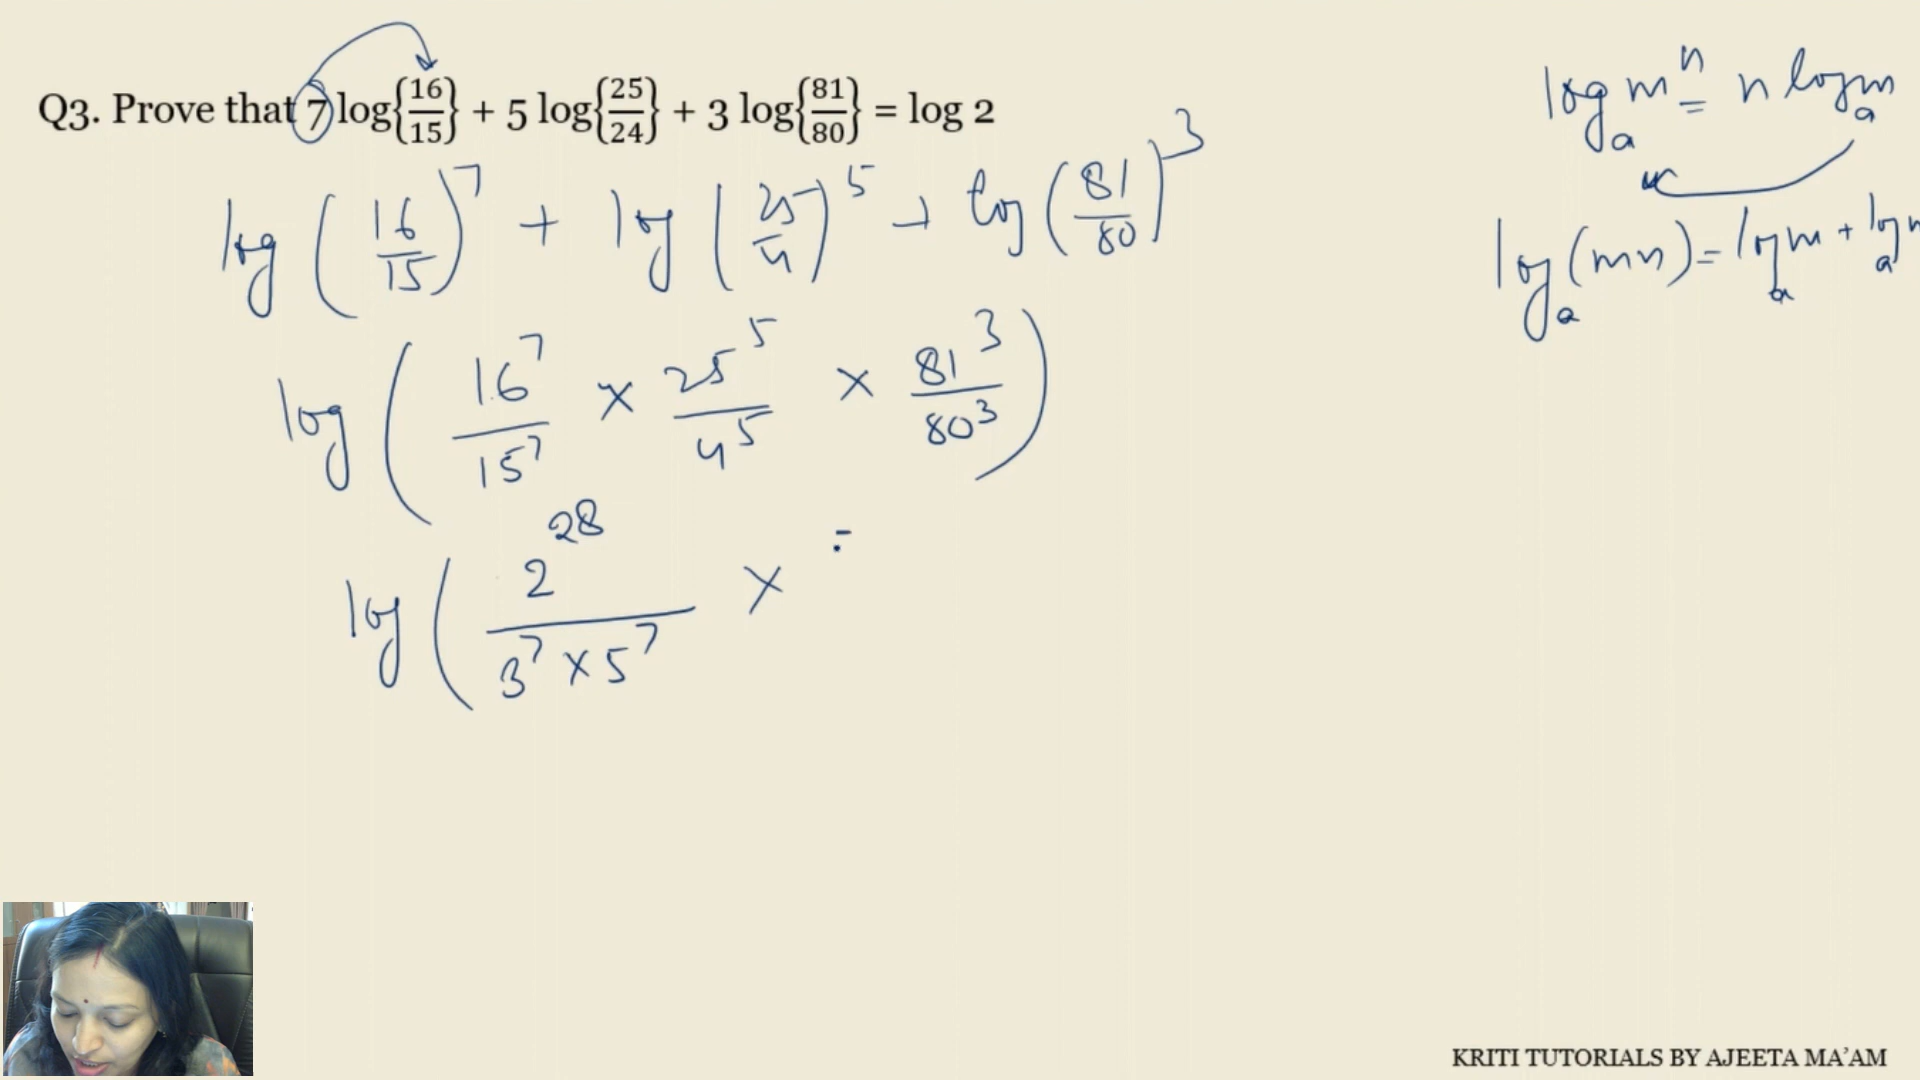 Q3. Prove that 7 log{16/15} + 5 log{25/24} + 3 log{81/80} = log 2
log (16/15)^7 + log (25/4)^5 + log (81/80)^3
log ( 16^7/15^7 × 25^5/4^5 × 81^3/80^3 )
log ( 2^28/3^7 × 5^7 ×
log_a m^n = n log_a m
log_a (mn) = log_a m + log_a
KRITI TUTORIALS BY AJEETA MA'AM